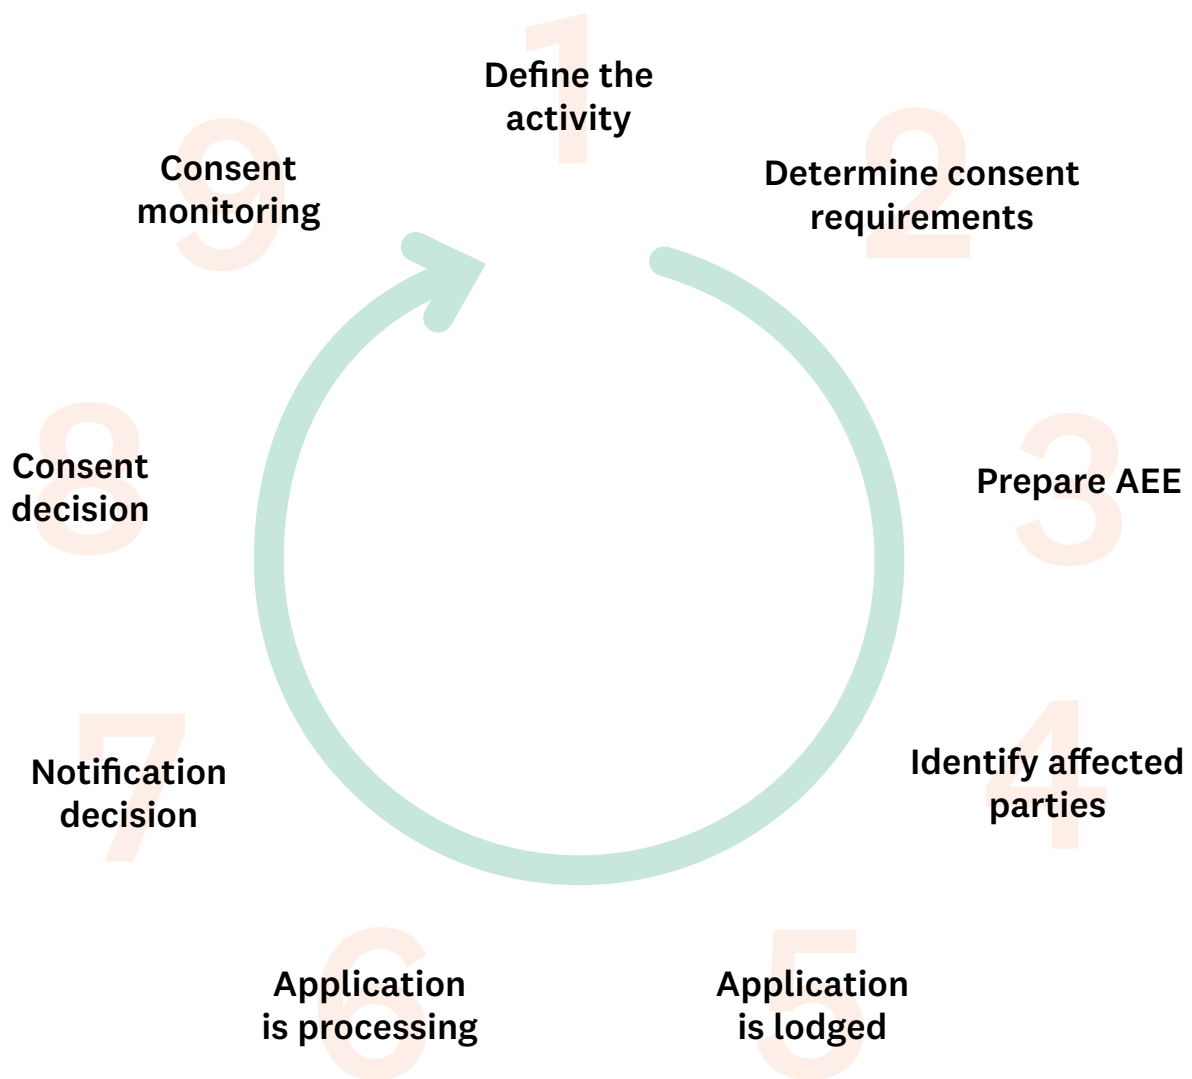 1
Define the
activity
2
Determine consent
requirements
3
Prepare AEE
4
Identify affected
parties
5
Application
is lodged
6
Application
is processing
7
Notification
decision
8
Consent
decision
9
Consent
monitoring